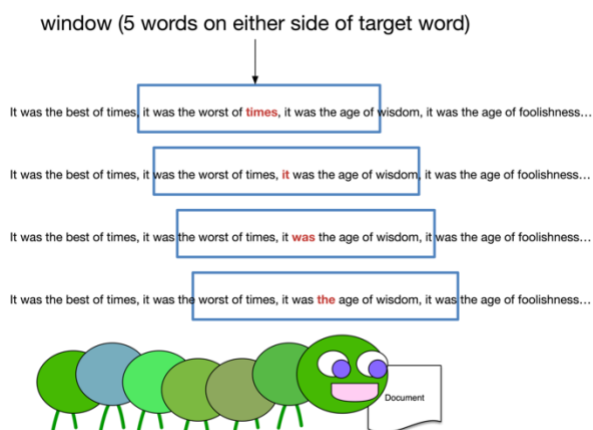 window (5 words on either side of target word)
It was the best of times, it was the worst of times, it was the age of wisdom, it was the age of foolishness...
It was the best of times, it was the worst of times, it was the age of wisdom, it was the age of foolishness...
It was the best of times, it was the worst of times, it was the age of wisdom, it was the age of foolishness...
It was the best of times, it was the worst of times, it was the age of wisdom, it was the age of foolishness...
Document